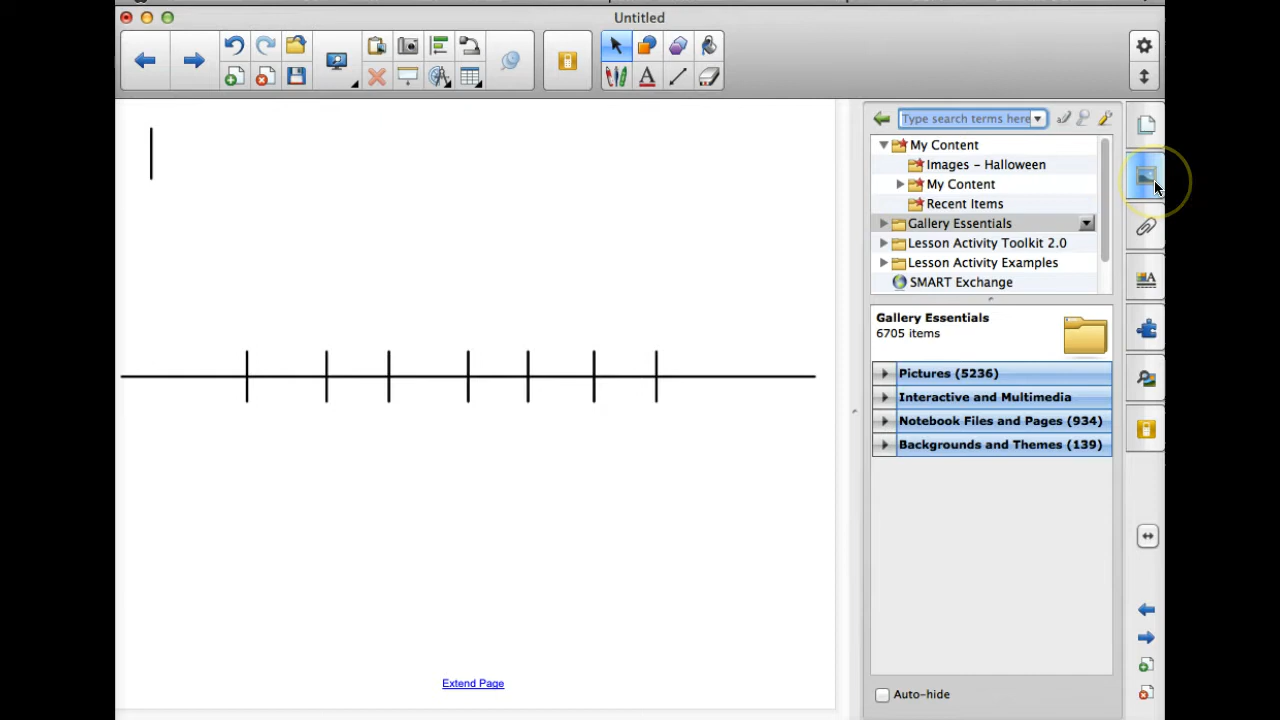 Untitled
Type search terms here
My Content
Images - Halloween
My Content
Recent Items
Gallery Essentials
Lesson Activity Toolkit 2.0
Lesson Activity Examples
SMART Exchange
Gallery Essentials
6705 items
Pictures (5236)
Interactive and Multimedia
Notebook Files and Pages (934)
Backgrounds and Themes (139)
Extend Page
Auto-hide